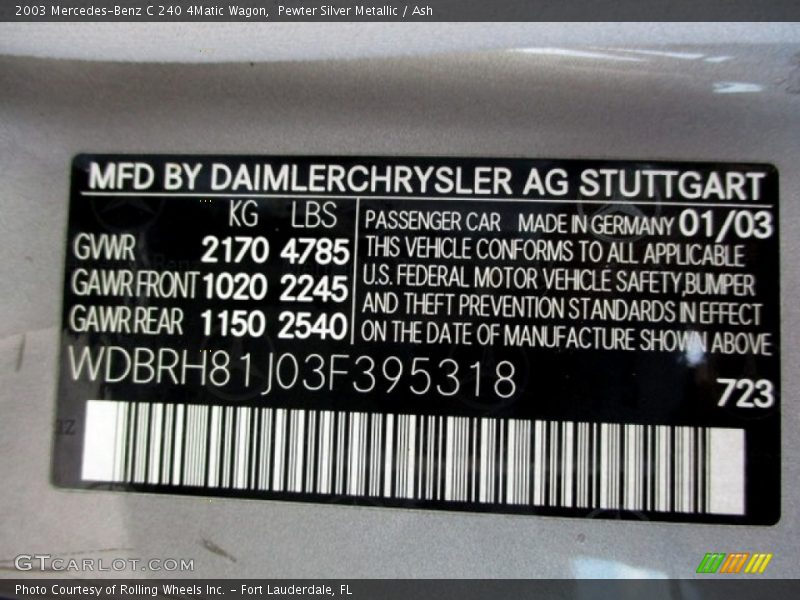 2003 Mercedes-Benz C 240 4Matic Wagon, Pewter Silver Metallic / Ash
MFD BY DAIMLERCHRYSLER AG STUTTGART
KG LBS
GVWR 2170 4785
GAWR FRONT 1020 2245
GAWR REAR 1150 2540
PASSENGER CAR MADE IN GERMANY 01/03
THIS VEHICLE CONFORMS TO ALL APPLICABLE
U.S. FEDERAL MOTOR VEHICLE SAFETY, BUMPER
AND THEFT PREVENTION STANDARDS IN EFFECT
ON THE DATE OF MANUFACTURE SHOWN ABOVE
WDBRH81J03F395318
723
GTCARLOT.COM
Photo Courtesy of Rolling Wheels Inc. – Fort Lauderdale, FL